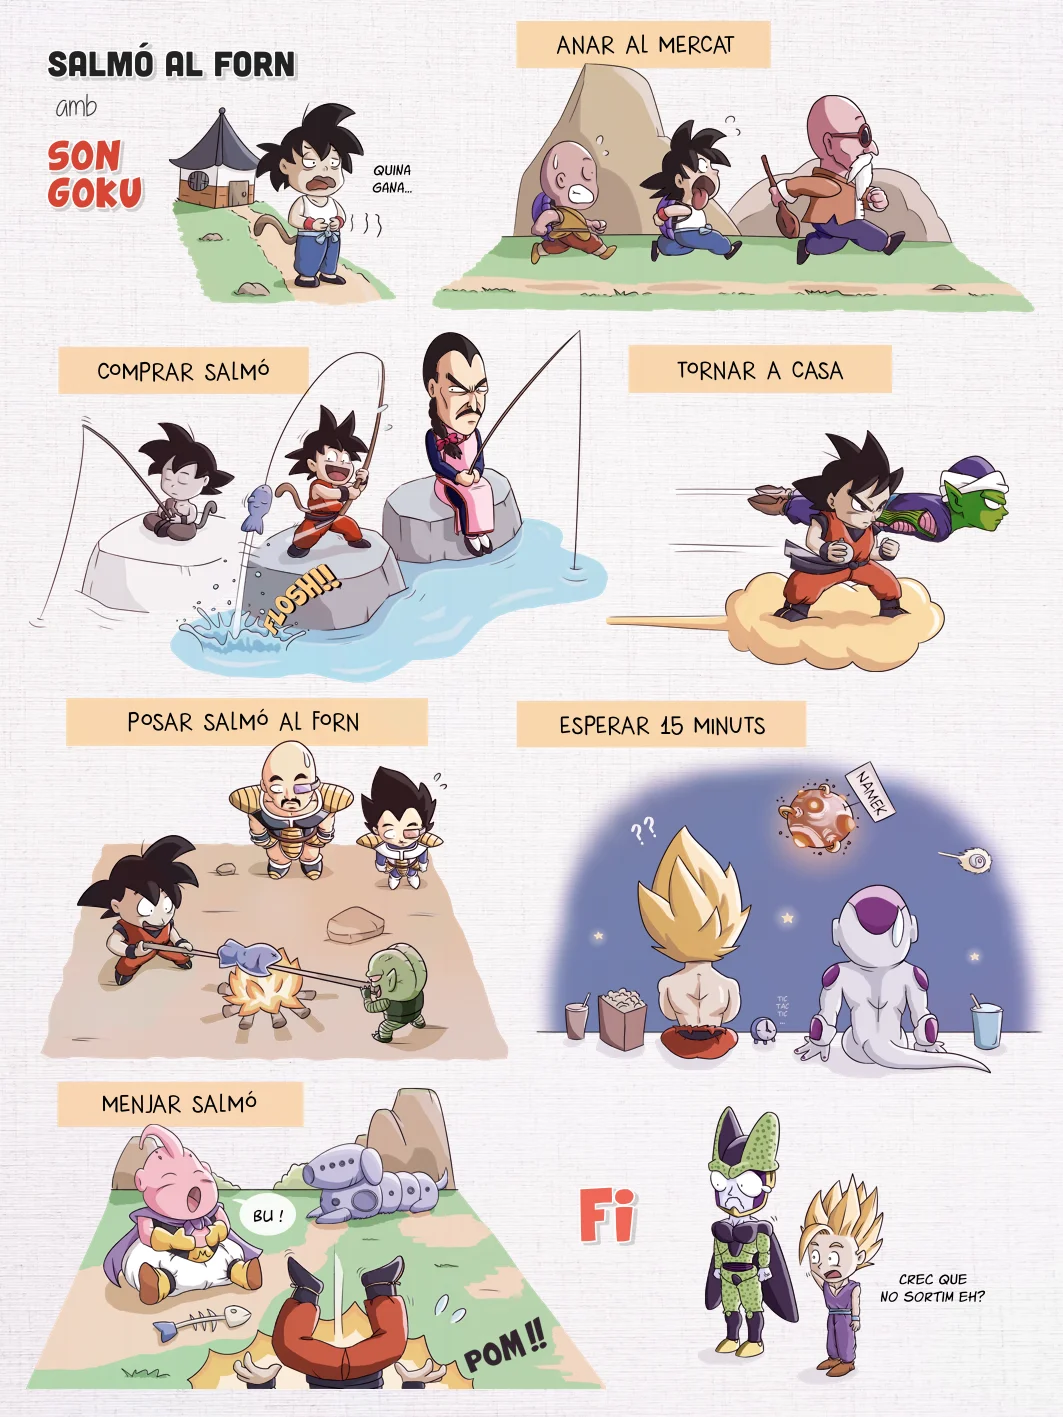 SALMÓ AL FORN
amb
SON
GOKU
QUINA
GANA...
ANAR AL MERCAT
COMPRAR SALMÓ
FLOSH!!
TORNAR A CASA
POSAR SALMÓ AL FORN
ESPERAR 15 MINUTS
??
NAMEK
TIC
TAC
TIC
...
MENJAR SALMÓ
BU !
M
POM!!
Fi
CREC QUE
NO SORTIM EH?